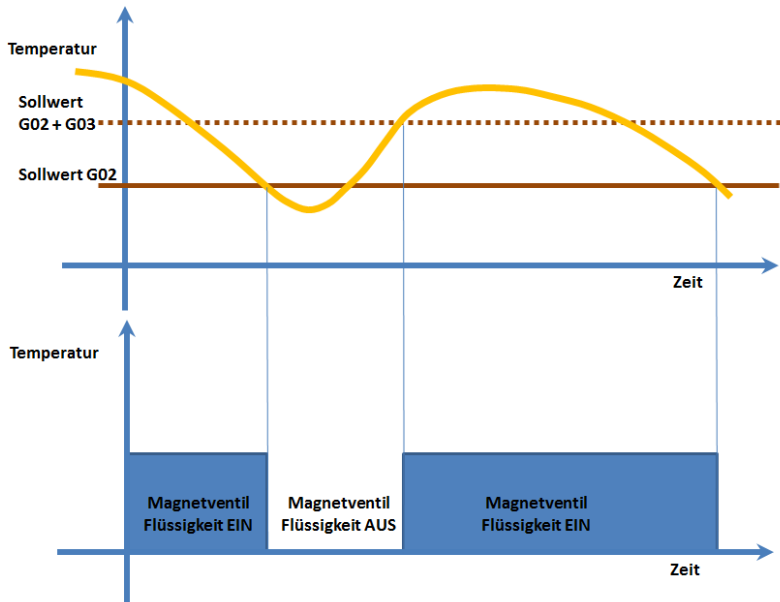 Temperatur
Sollwert
G02 + G03
Sollwert G02
Zeit
Temperatur
Magnetventil
Flüssigkeit EIN
Magnetventil
Flüssigkeit AUS
Magnetventil
Flüssigkeit EIN
Zeit